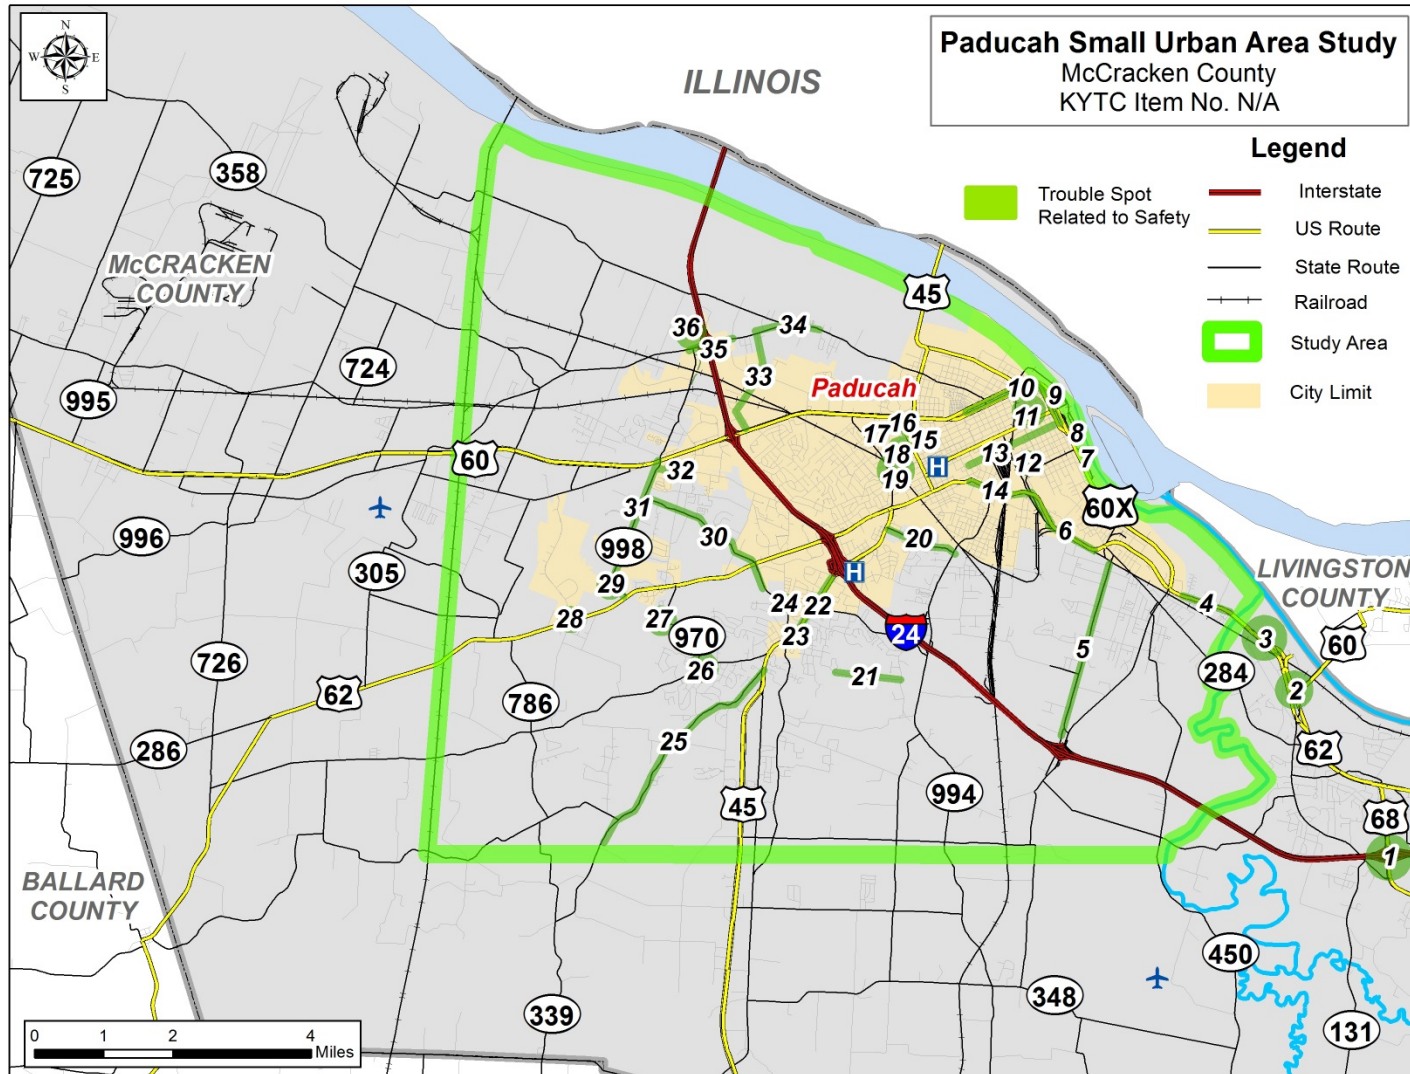 N
W
E
S
ILLINOIS
Paducah Small Urban Area Study
McCracken County
KYTC Item No. N/A
Legend
Trouble Spot
Related to Safety
Interstate
US Route
State Route
Railroad
Study Area
City Limit
725
358
McCRACKEN
COUNTY
45
36
35
34
33
724
995
Paducah
10
9
11
16
17
15
8
18
13
12
7
H
19
14
60
32
31
60X
996
998
30
20
6
305
H
LIVINGSTON
COUNTY
29
24
22
4
28
27
970
23
24
3
60
5
726
26
21
284
2
62
786
25
286
62
994
45
68
1
BALLARD
COUNTY
450
348
339
131
0
1
2
4
Miles